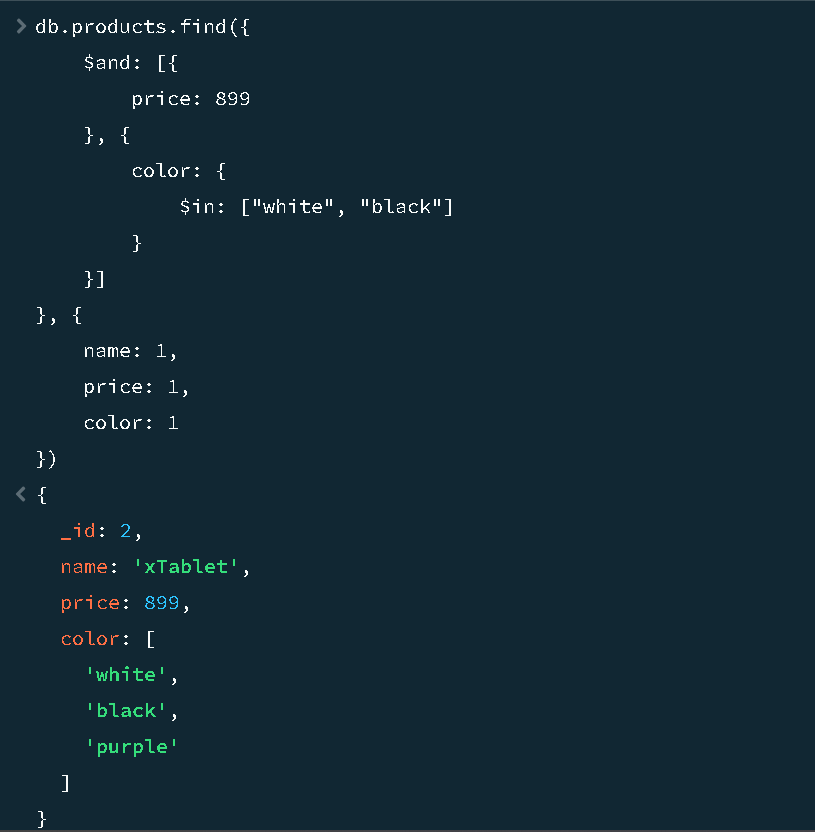 db.products.find({
    $and: [{
        price: 899
    }, {
        color: {
            $in: ["white", "black"]
        }
    }]
}, {
    name: 1,
    price: 1,
    color: 1
})
{
  _id: 2,
  name: 'xTablet',
  price: 899,
  color: [
    'white',
    'black',
    'purple'
  ]
}